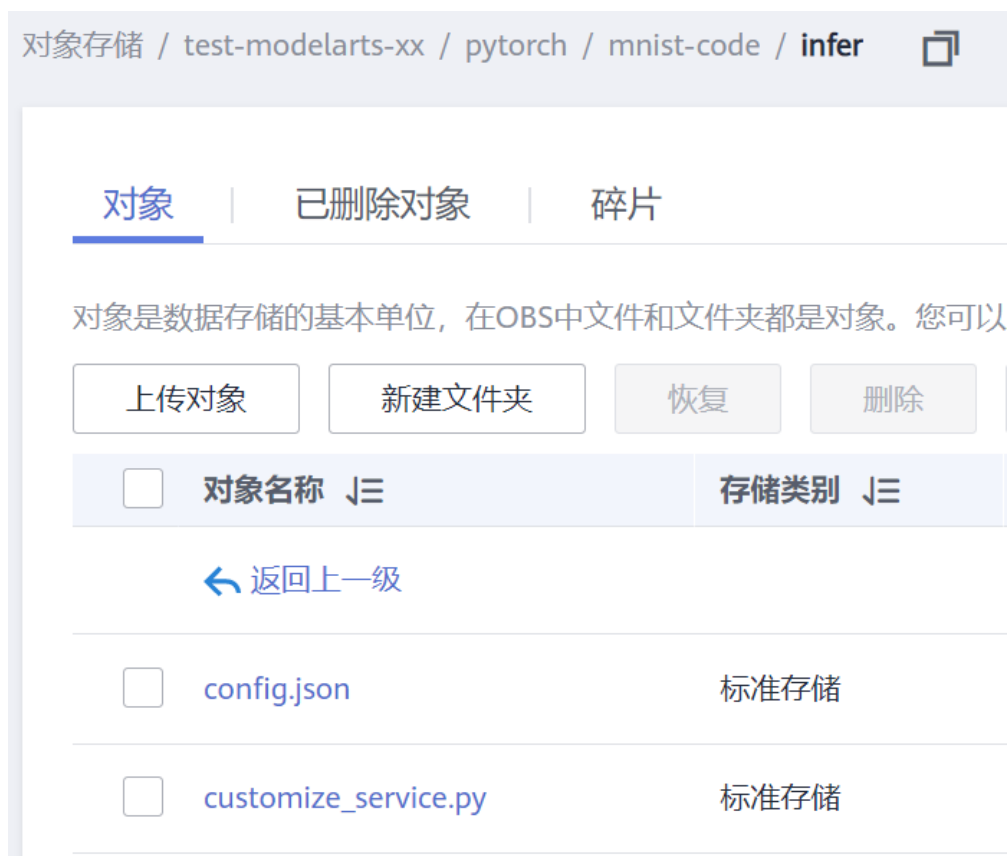 对象存储 / test-modelarts-xx / pytorch / mnist-code / infer
对象 已删除对象 碎片
对象是数据存储的基本单位，在OBS中文件和文件夹都是对象。您可以
上传对象 新建文件夹 恢复 删除
对象名称 存储类别
返回上一级
config.json 标准存储
customize_service.py 标准存储